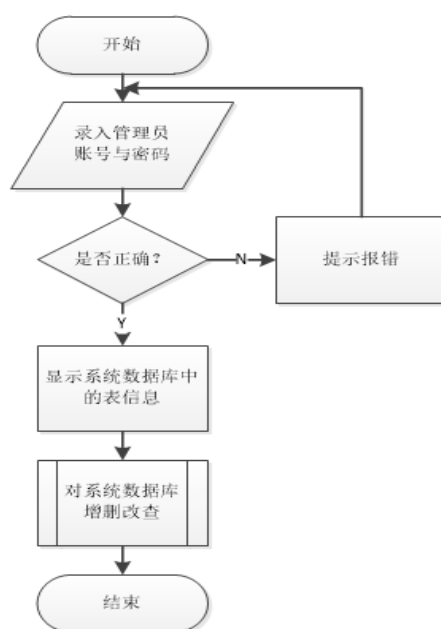 开始
录入管理员
账号与密码
是否正确？
N
提示报错
Y
显示系统数据库中
的表信息
对系统数据库
增删改查
结束